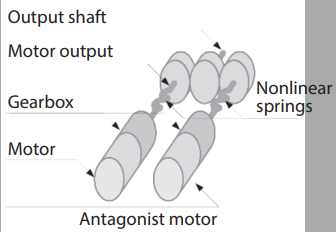 Output shaft
Motor output
Nonlinear
springs
Gearbox
Motor
Antagonist motor